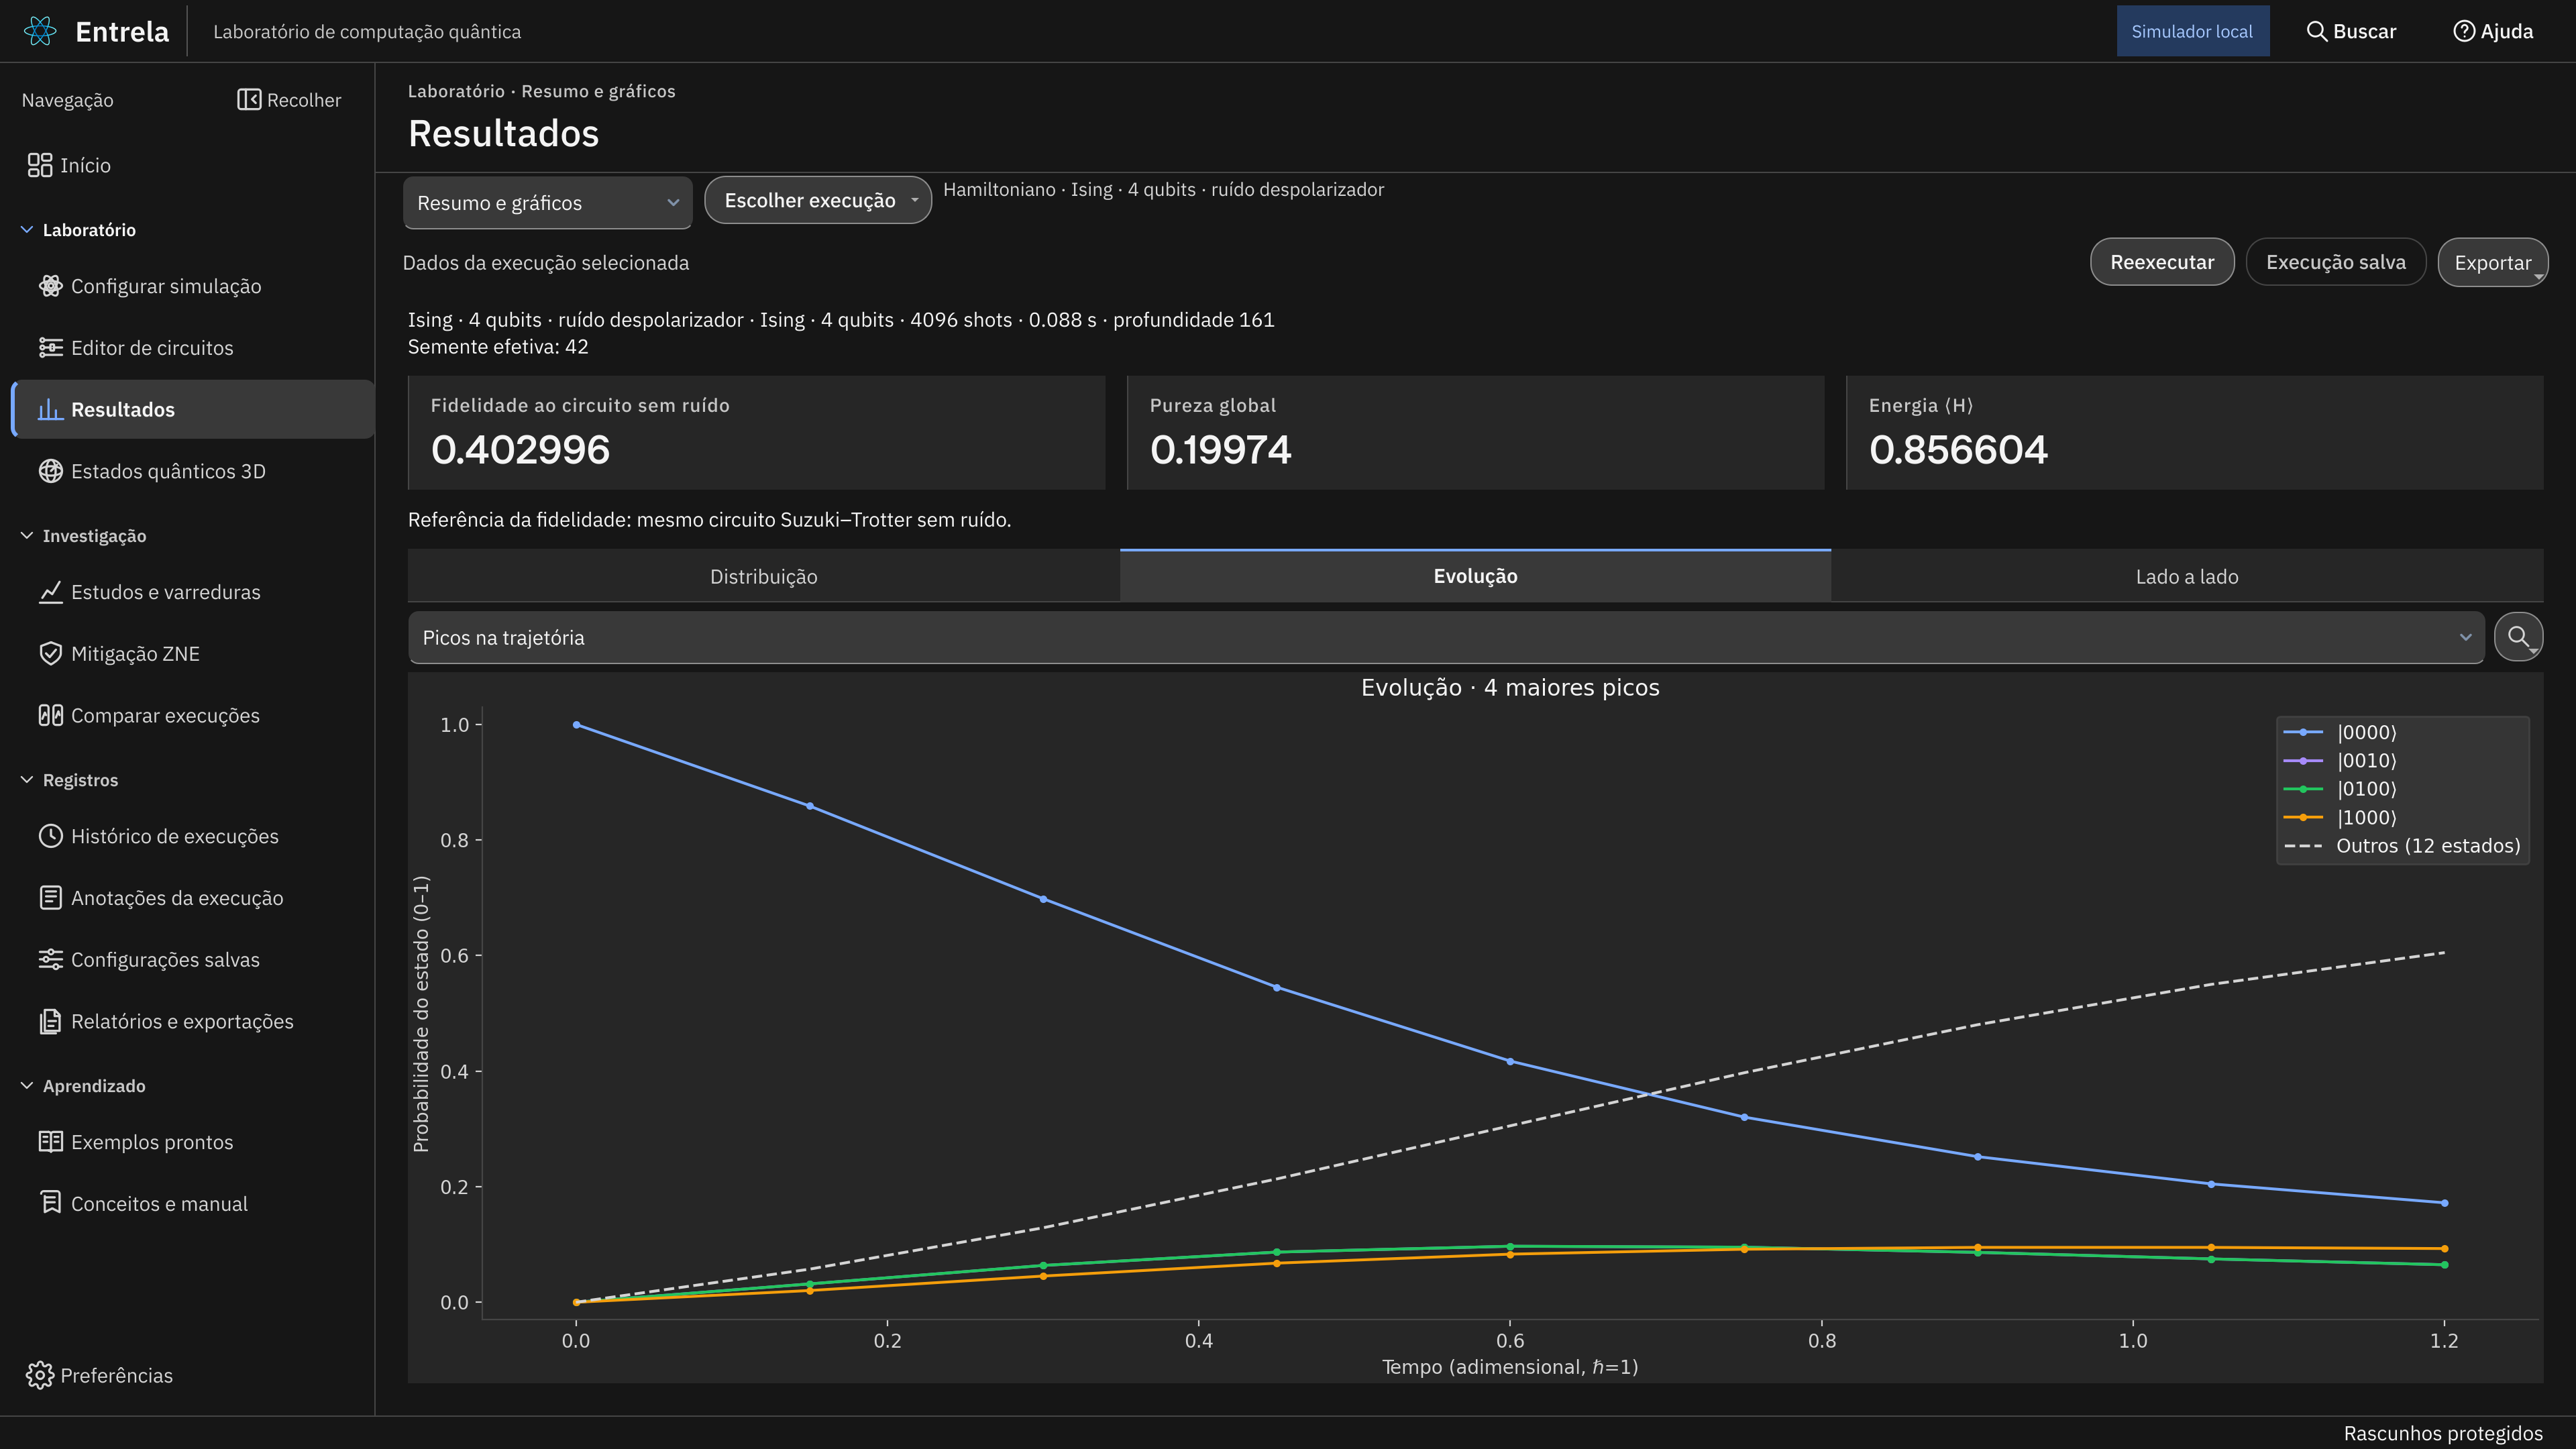 Entrela
Laboratório de computação quântica
Simulador local
Buscar
Ajuda
Navegação
Recolher
Início
Laboratório
Configurar simulação
Editor de circuitos
Resultados
Estados quânticos 3D
Investigação
Estudos e varreduras
Mitigação ZNE
Comparar execuções
Registros
Histórico de execuções
Anotações da execução
Configurações salvas
Relatórios e exportações
Aprendizado
Exemplos prontos
Conceitos e manual
Preferências
Laboratório · Resumo e gráficos
Resultados
Resumo e gráficos
Escolher execução
Hamiltoniano · Ising · 4 qubits · ruído despolarizador
Dados da execução selecionada
Reexecutar
Execução salva
Exportar
Ising · 4 qubits · ruído despolarizador · Ising · 4 qubits · 4096 shots · 0.088 s · profundidade 161
Semente efetiva: 42
Fidelidade ao circuito sem ruído
0.402996
Pureza global
0.19974
Energia ⟨H⟩
0.856604
Referência da fidelidade: mesmo circuito Suzuki–Trotter sem ruído.
Distribuição
Evolução
Lado a lado
Picos na trajetória
Evolução · 4 maiores picos
Probabilidade do estado (0–1)
1.0
0.8
0.6
0.4
0.2
0.0
|0000⟩
|0010⟩
|0100⟩
|1000⟩
Outros (12 estados)
0.0
0.2
0.4
0.6
0.8
1.0
1.2
Tempo (adimensional, ℏ=1)
Rascunhos protegidos